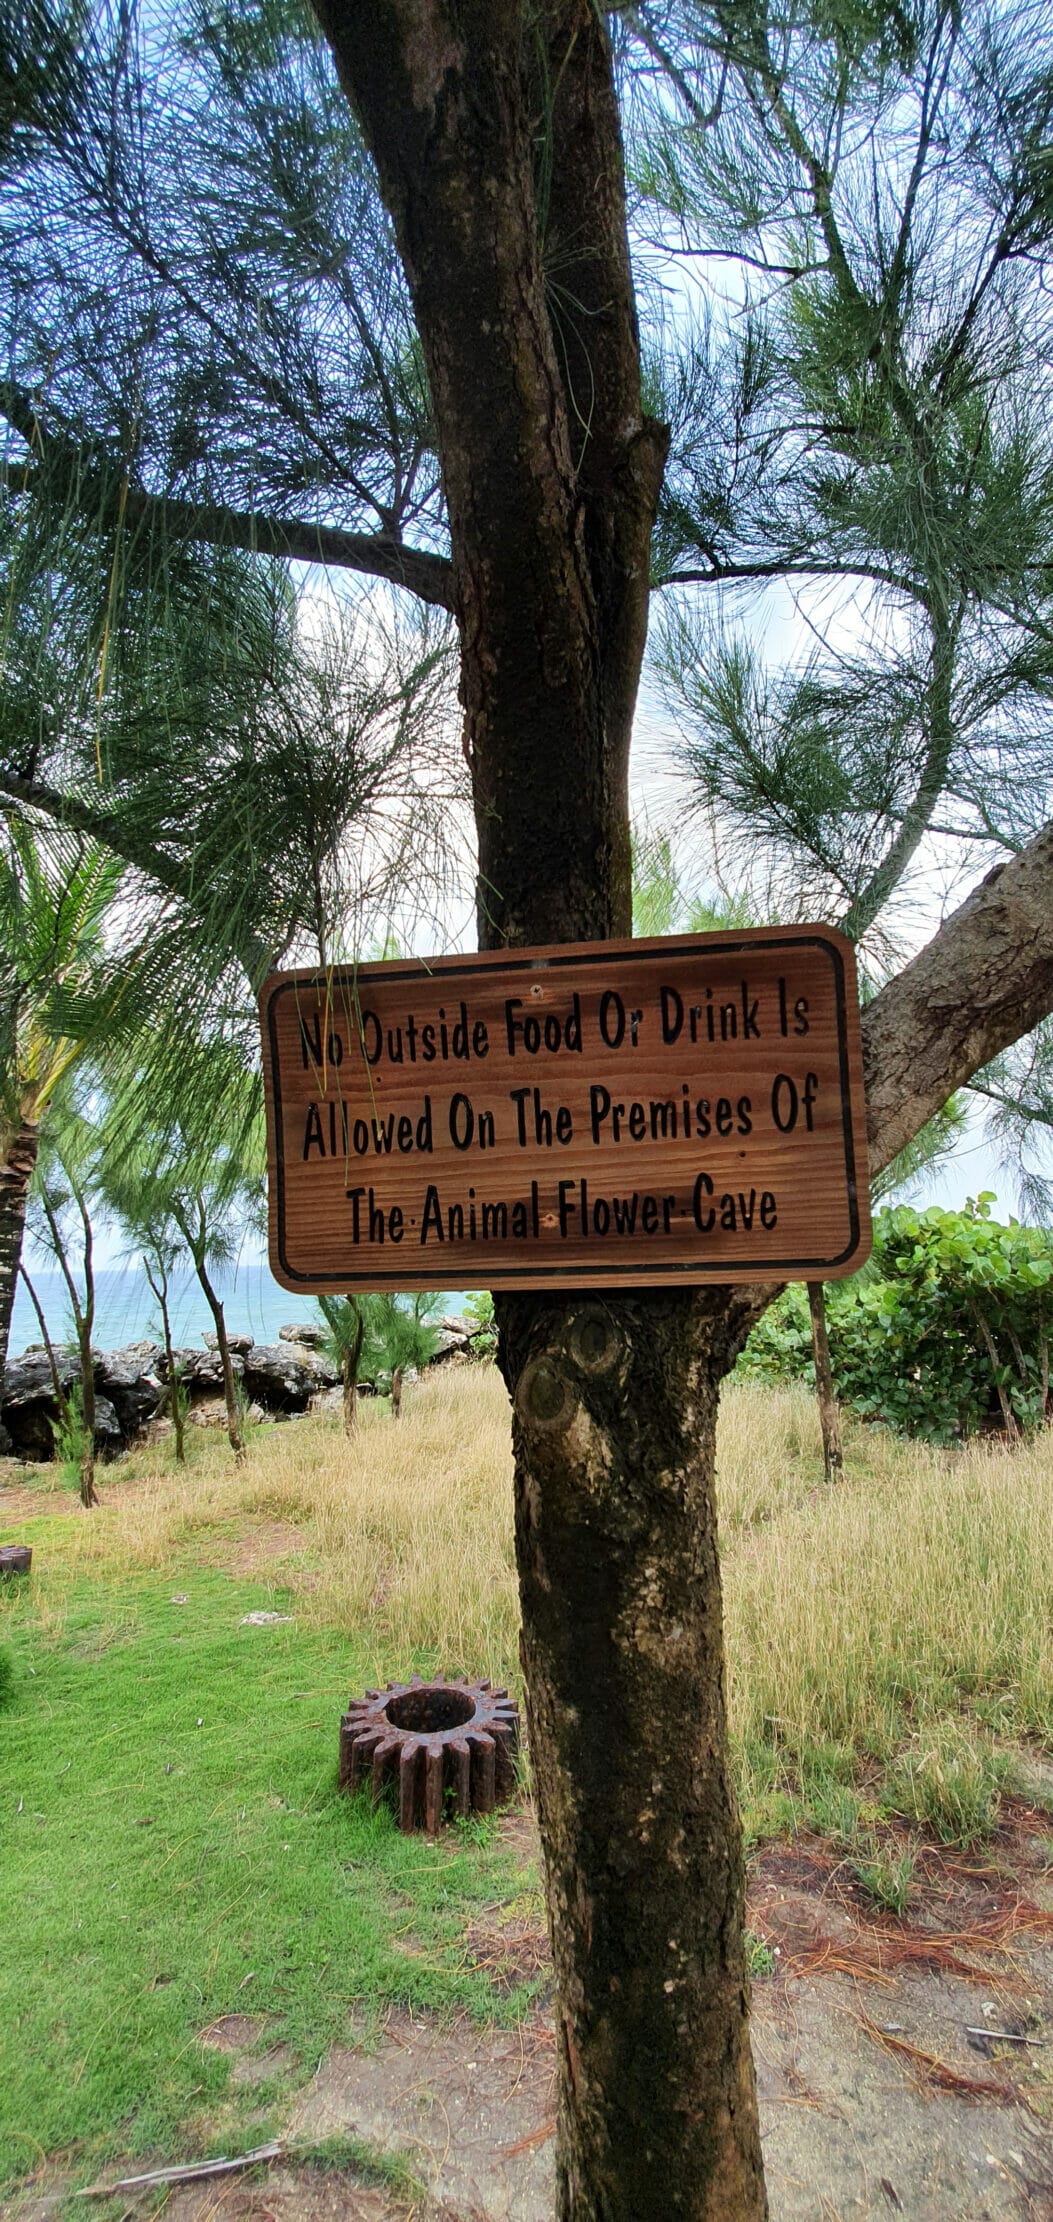 No Outside Food Or Drink Is
Allowed On The Premises Of
The Animal Flower Cave